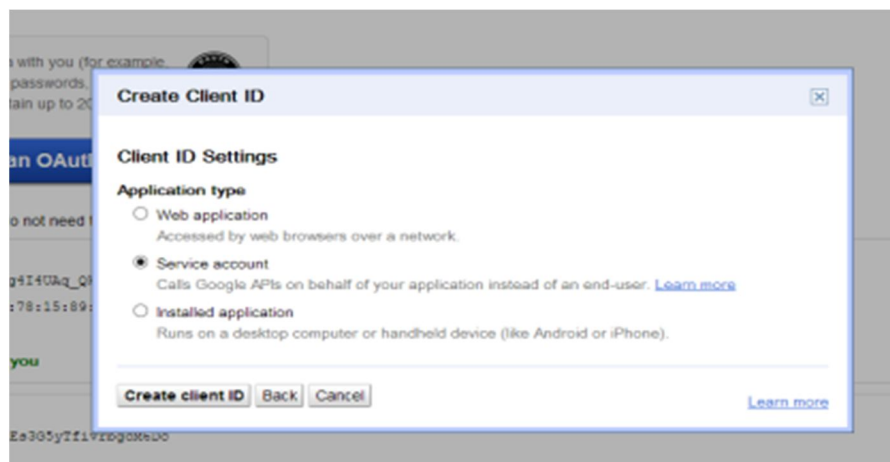 with you (for example,
passwords,
tain up to 20
Create Client ID
an OAuth
Client ID Settings
Application type
Web application
Accessed by web browsers over a network.
o not need
Service account
Calls Google APIs on behalf of your application instead of an end-user. Learn more
:78:15:89:
Installed application
Runs on a desktop computer or handheld device (like Android or iPhone).
you
Create client ID Back Cancel
Learn more